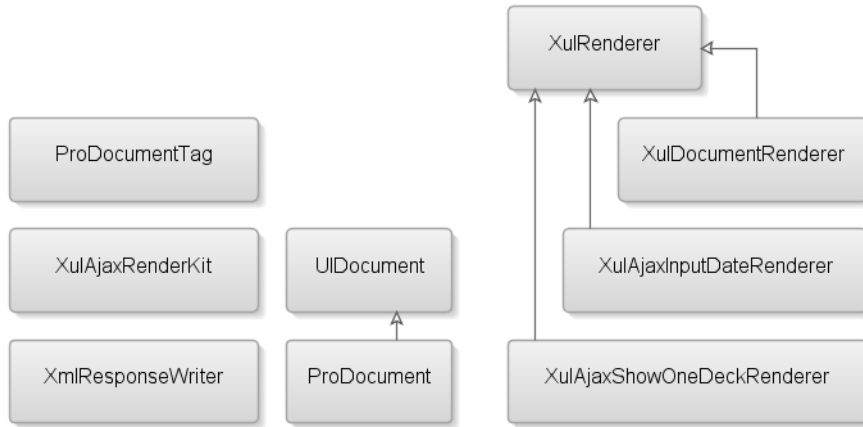 XulRenderer
ProDocumentTag
XulDocumentRenderer
XulAjaxRenderKit
UIDocument
XulAjaxInputDateRenderer
XmlResponseWriter
ProDocument
XulAjaxShowOneDeckRenderer